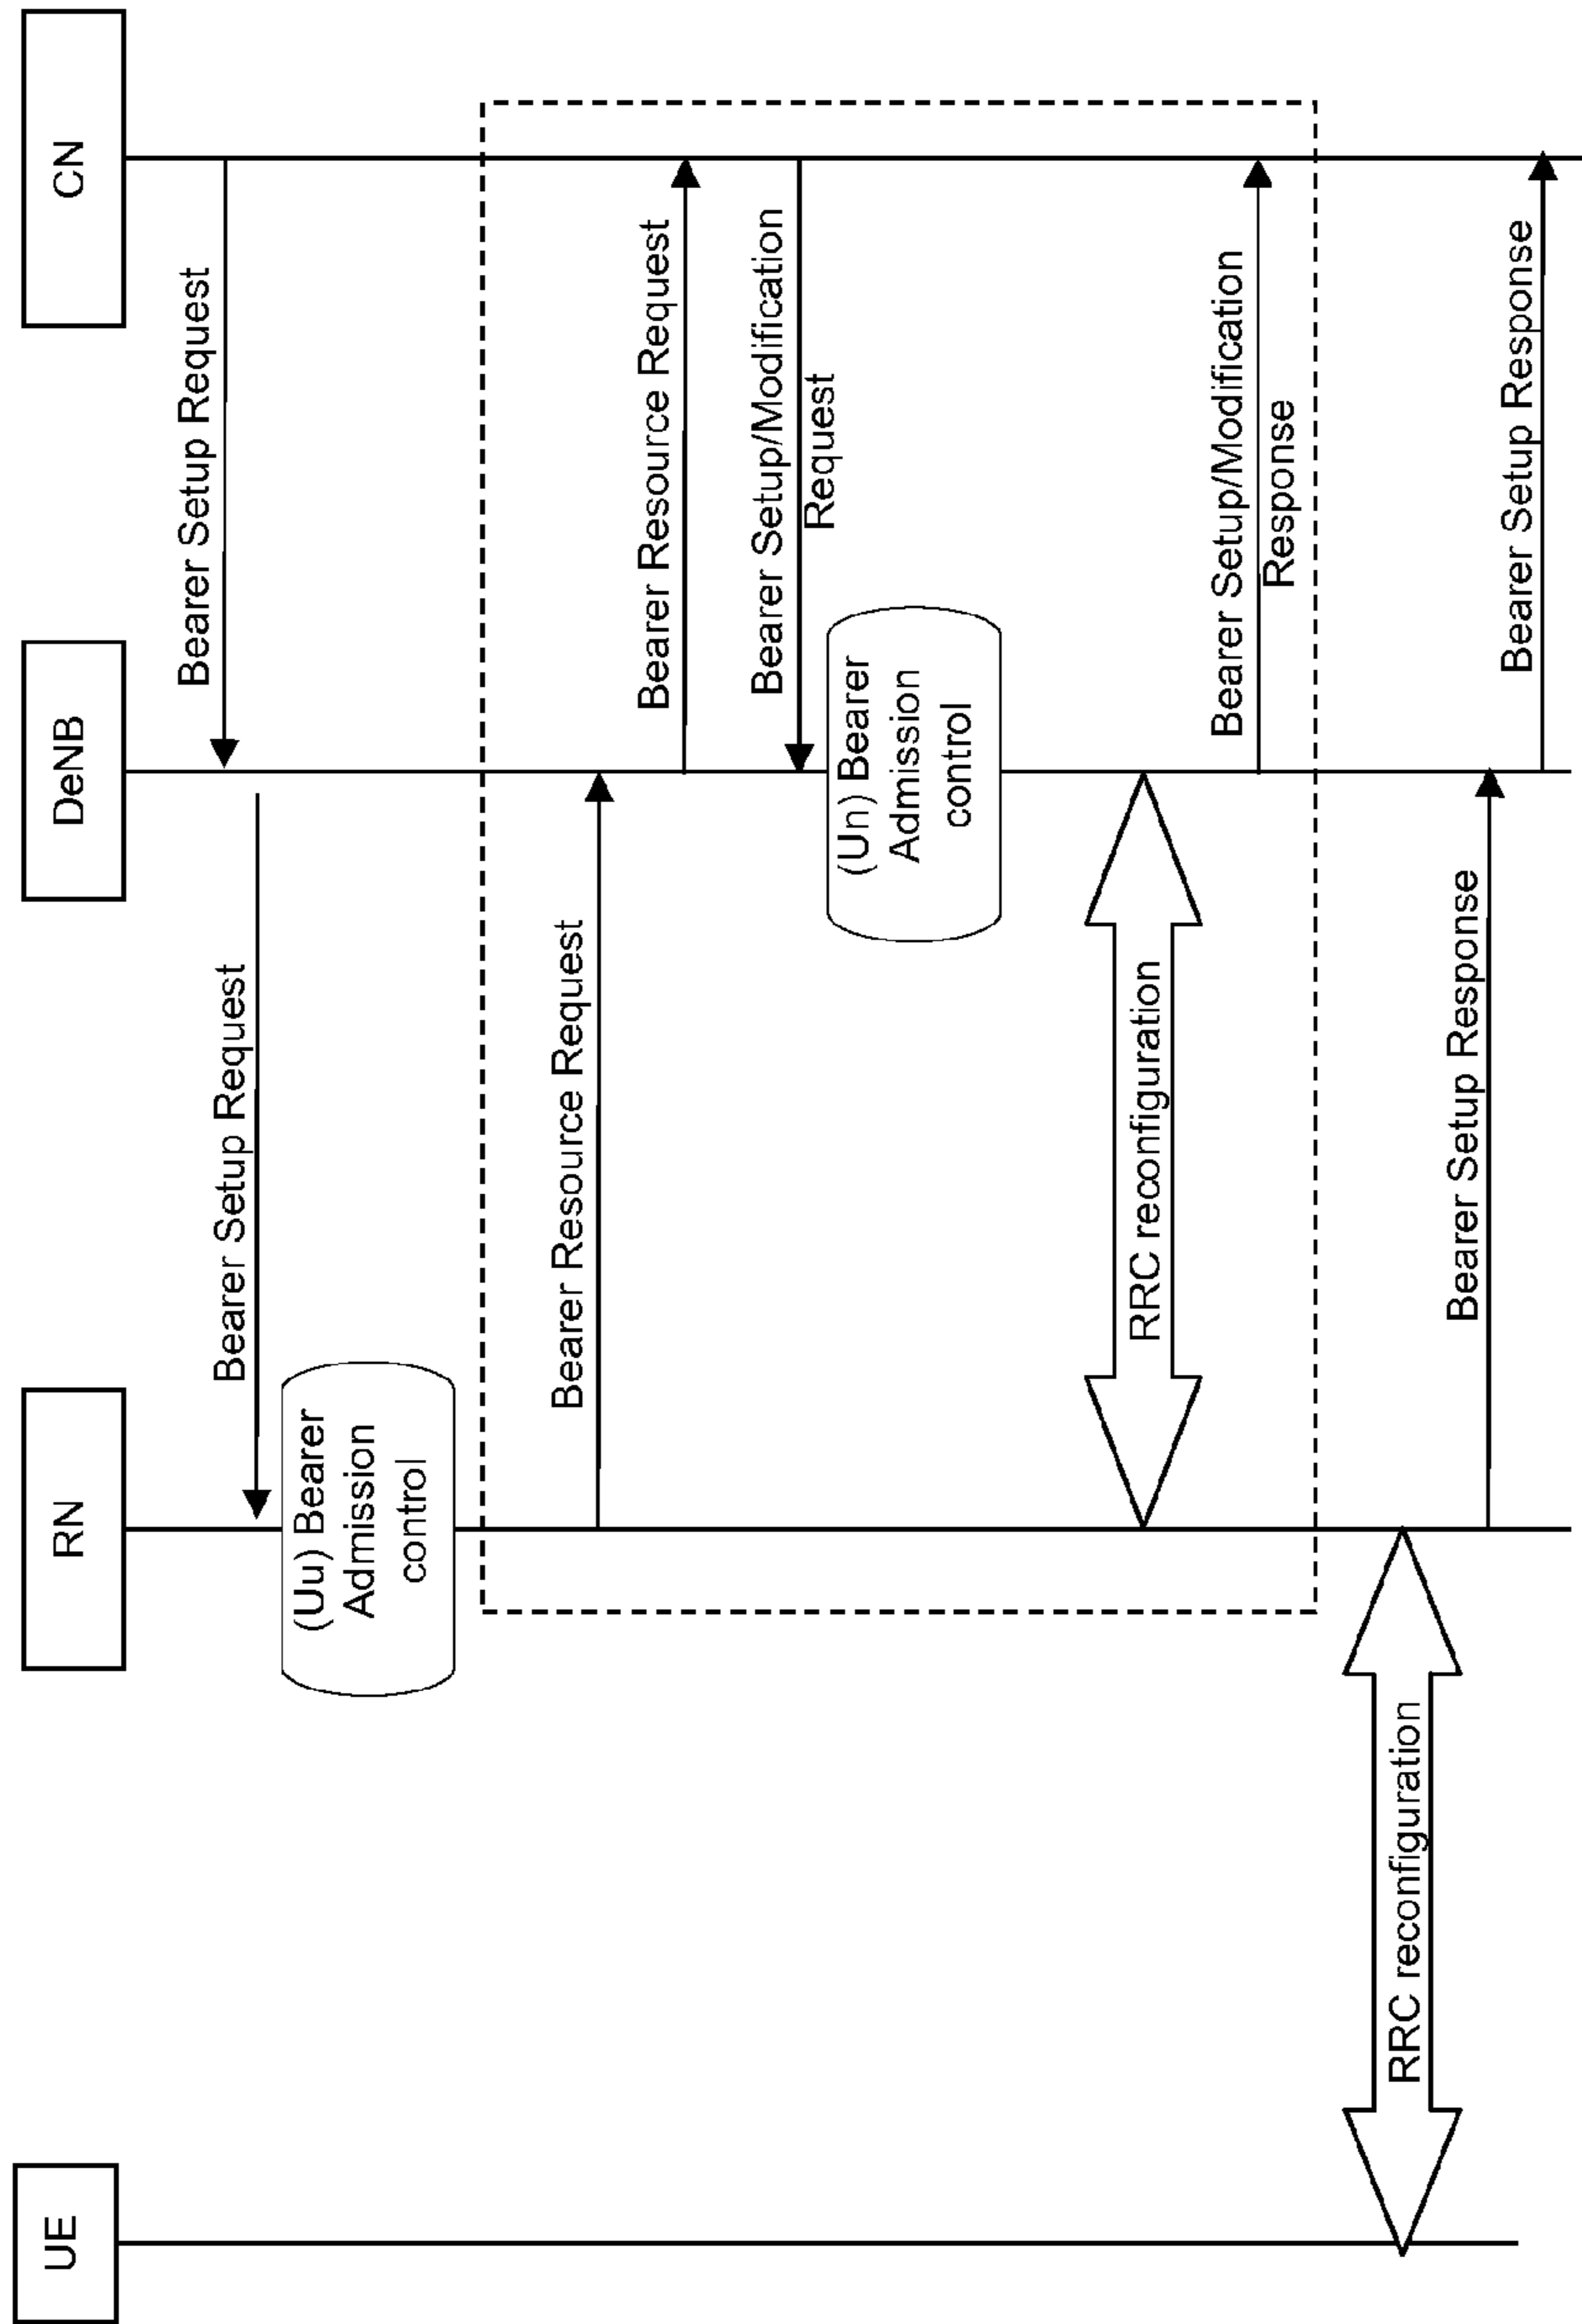 UE
RN
DeNB
CN
Bearer Setup Request
Bearer Setup Request
(Uu) Bearer
Admission
control
Bearer Resource Request
Bearer Resource Request
Bearer Setup/Modification
Request
(Un) Bearer
Admission
control
RRC reconfiguration
Bearer Setup/Modification
Response
RRC reconfiguration
Bearer Setup Response
Bearer Setup Response